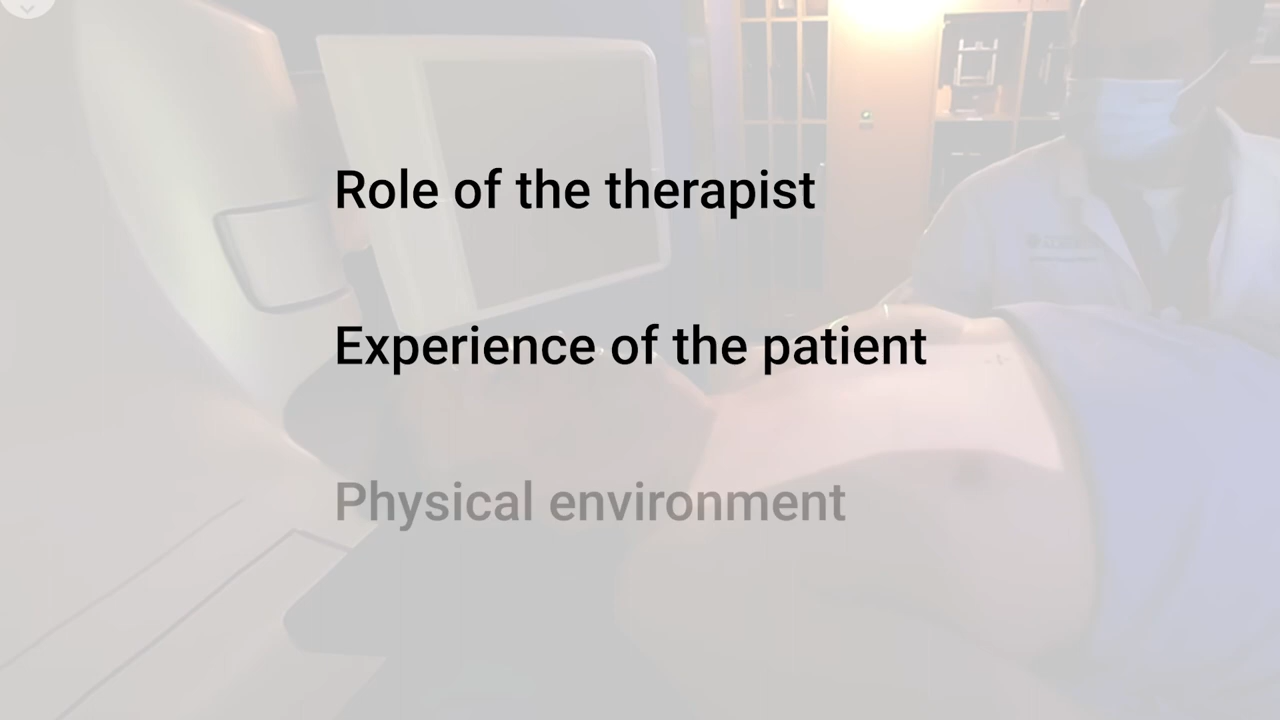 Role of the therapist
Experience of the patient
Physical environment